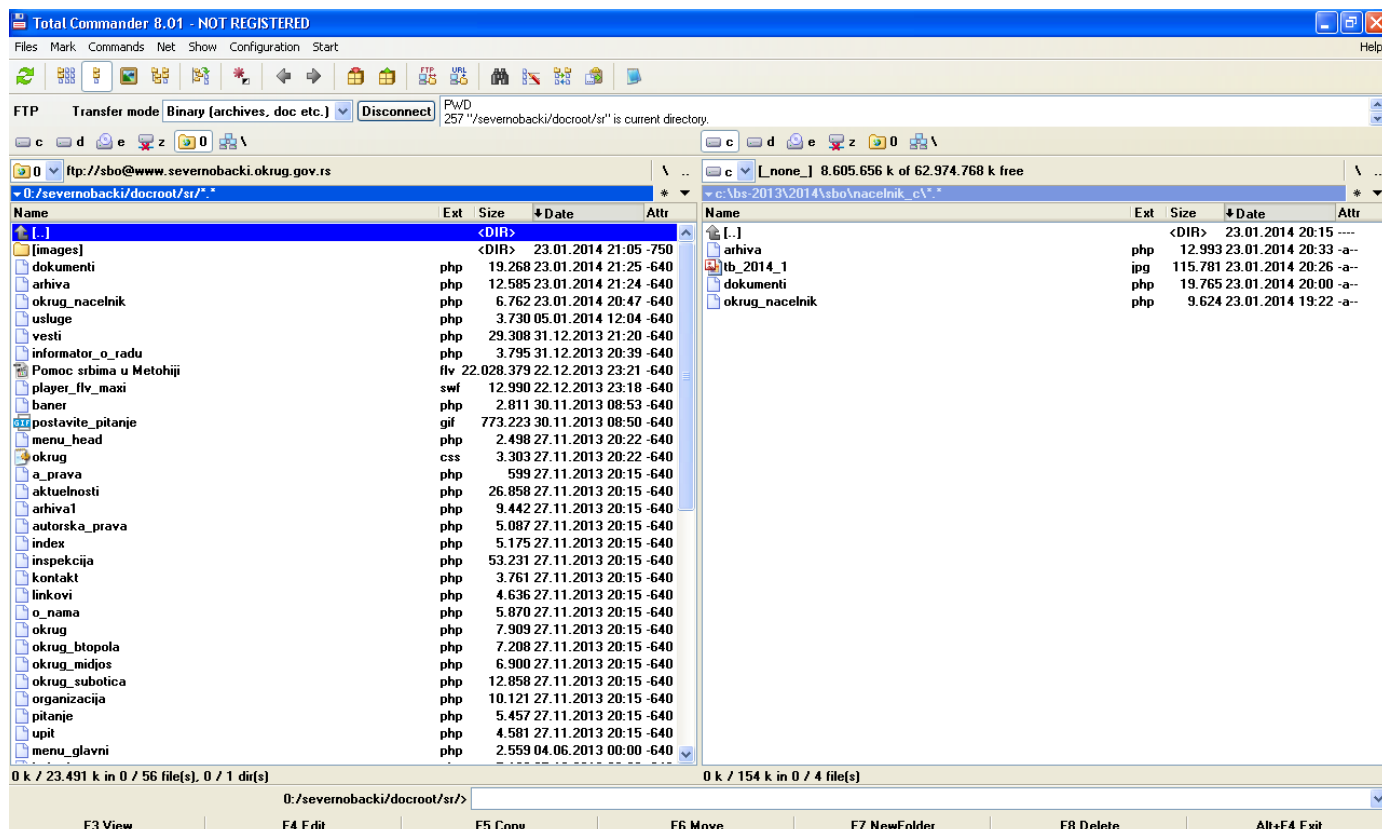 Total Commander 8.01 - NOT REGISTERED
Files Mark Commands Net Show Configuration Start Help
FTP URL
FTP Transfer mode Binary (archives, doc etc.) Disconnect PWD
257 "/severnobacki/docroot/sr" is current directory.
c d e z 0 \ c d e z 0 \
0 ftp://sbo@www.severnobacki.okrug.gov.rs \ .. c [_none_] 8.605.656 k of 62.974.768 k free \ ..
0:/severnobacki/docroot/sr/*.* * c:\bs-2013\2014\sbo\nacelnik_c\*.* *
Name Ext Size Date Attr Name Ext Size Date Attr
[..] <DIR> [..] <DIR> 23.01.2014 20:15 ----
[images] <DIR> 23.01.2014 21:05 -750 arhiva php 12.993 23.01.2014 20:33 -a--
dokumenti php 19.268 23.01.2014 21:25 -640 tb_2014_1 jpg 115.781 23.01.2014 20:26 -a--
arhiva php 12.585 23.01.2014 21:24 -640 dokumenti php 19.765 23.01.2014 20:00 -a--
okrug_nacelnik php 6.762 23.01.2014 20:47 -640 okrug_nacelnik php 9.624 23.01.2014 19:22 -a--
usluge php 3.730 05.01.2014 12:04 -640
vesti php 29.308 31.12.2013 21:20 -640
informator_o_radu php 3.795 31.12.2013 20:39 -640
Pomoc srbima u Metohiji flv 22.028.379 22.12.2013 23:21 -640
player_flv_maxi swf 12.990 22.12.2013 23:18 -640
baner php 2.811 30.11.2013 08:53 -640
postavite_pitanje gif 773.223 30.11.2013 08:50 -640
menu_head php 2.498 27.11.2013 20:22 -640
okrug css 3.303 27.11.2013 20:22 -640
a_prava php 599 27.11.2013 20:15 -640
aktuelnosti php 26.858 27.11.2013 20:15 -640
arhiva1 php 9.442 27.11.2013 20:15 -640
autorska_prava php 5.087 27.11.2013 20:15 -640
index php 5.175 27.11.2013 20:15 -640
inspekcija php 53.231 27.11.2013 20:15 -640
kontakt php 3.761 27.11.2013 20:15 -640
linkovi php 4.636 27.11.2013 20:15 -640
o_nama php 5.870 27.11.2013 20:15 -640
okrug php 7.909 27.11.2013 20:15 -640
okrug_btopola php 7.208 27.11.2013 20:15 -640
okrug_midjos php 6.900 27.11.2013 20:15 -640
okrug_subotica php 12.858 27.11.2013 20:15 -640
organizacija php 10.121 27.11.2013 20:15 -640
pitanje php 5.457 27.11.2013 20:15 -640
upit php 4.581 27.11.2013 20:15 -640
menu_glavni php 2.559 04.06.2013 00:00 -640
0 k / 23.491 k in 0 / 56 file(s), 0 / 1 dir(s) 0 k / 154 k in 0 / 4 file(s)
0:/severnobacki/docroot/sr/>
F3 View F4 Edit F5 Copy F6 Move F7 NewFolder F8 Delete Alt+F4 Exit